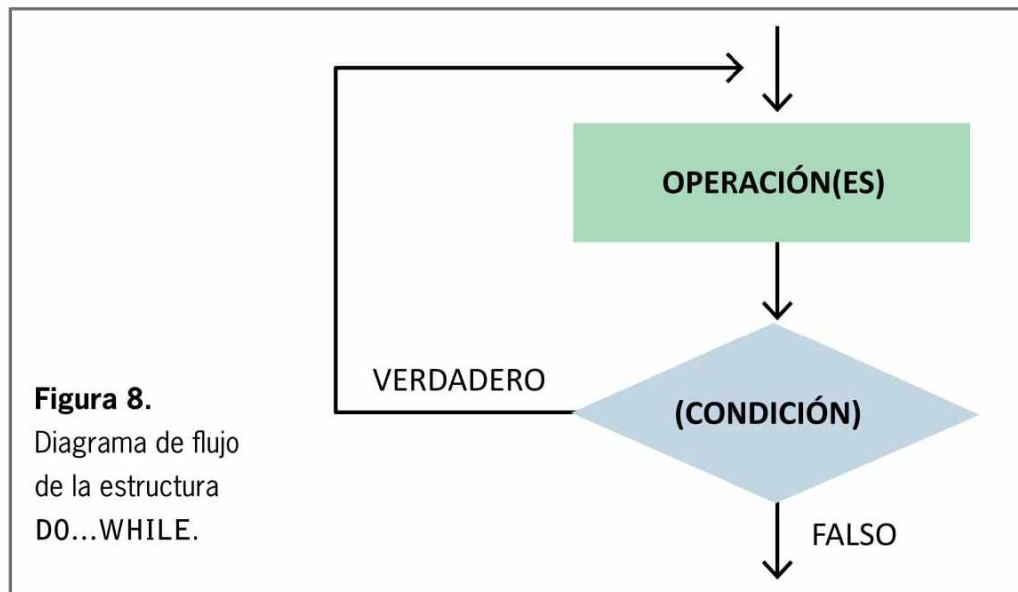 OPERACIÓN(ES)
VERDADERO
(CONDICIÓN)
FALSO
Figura 8.
Diagrama de flujo
de la estructura
DO...WHILE.